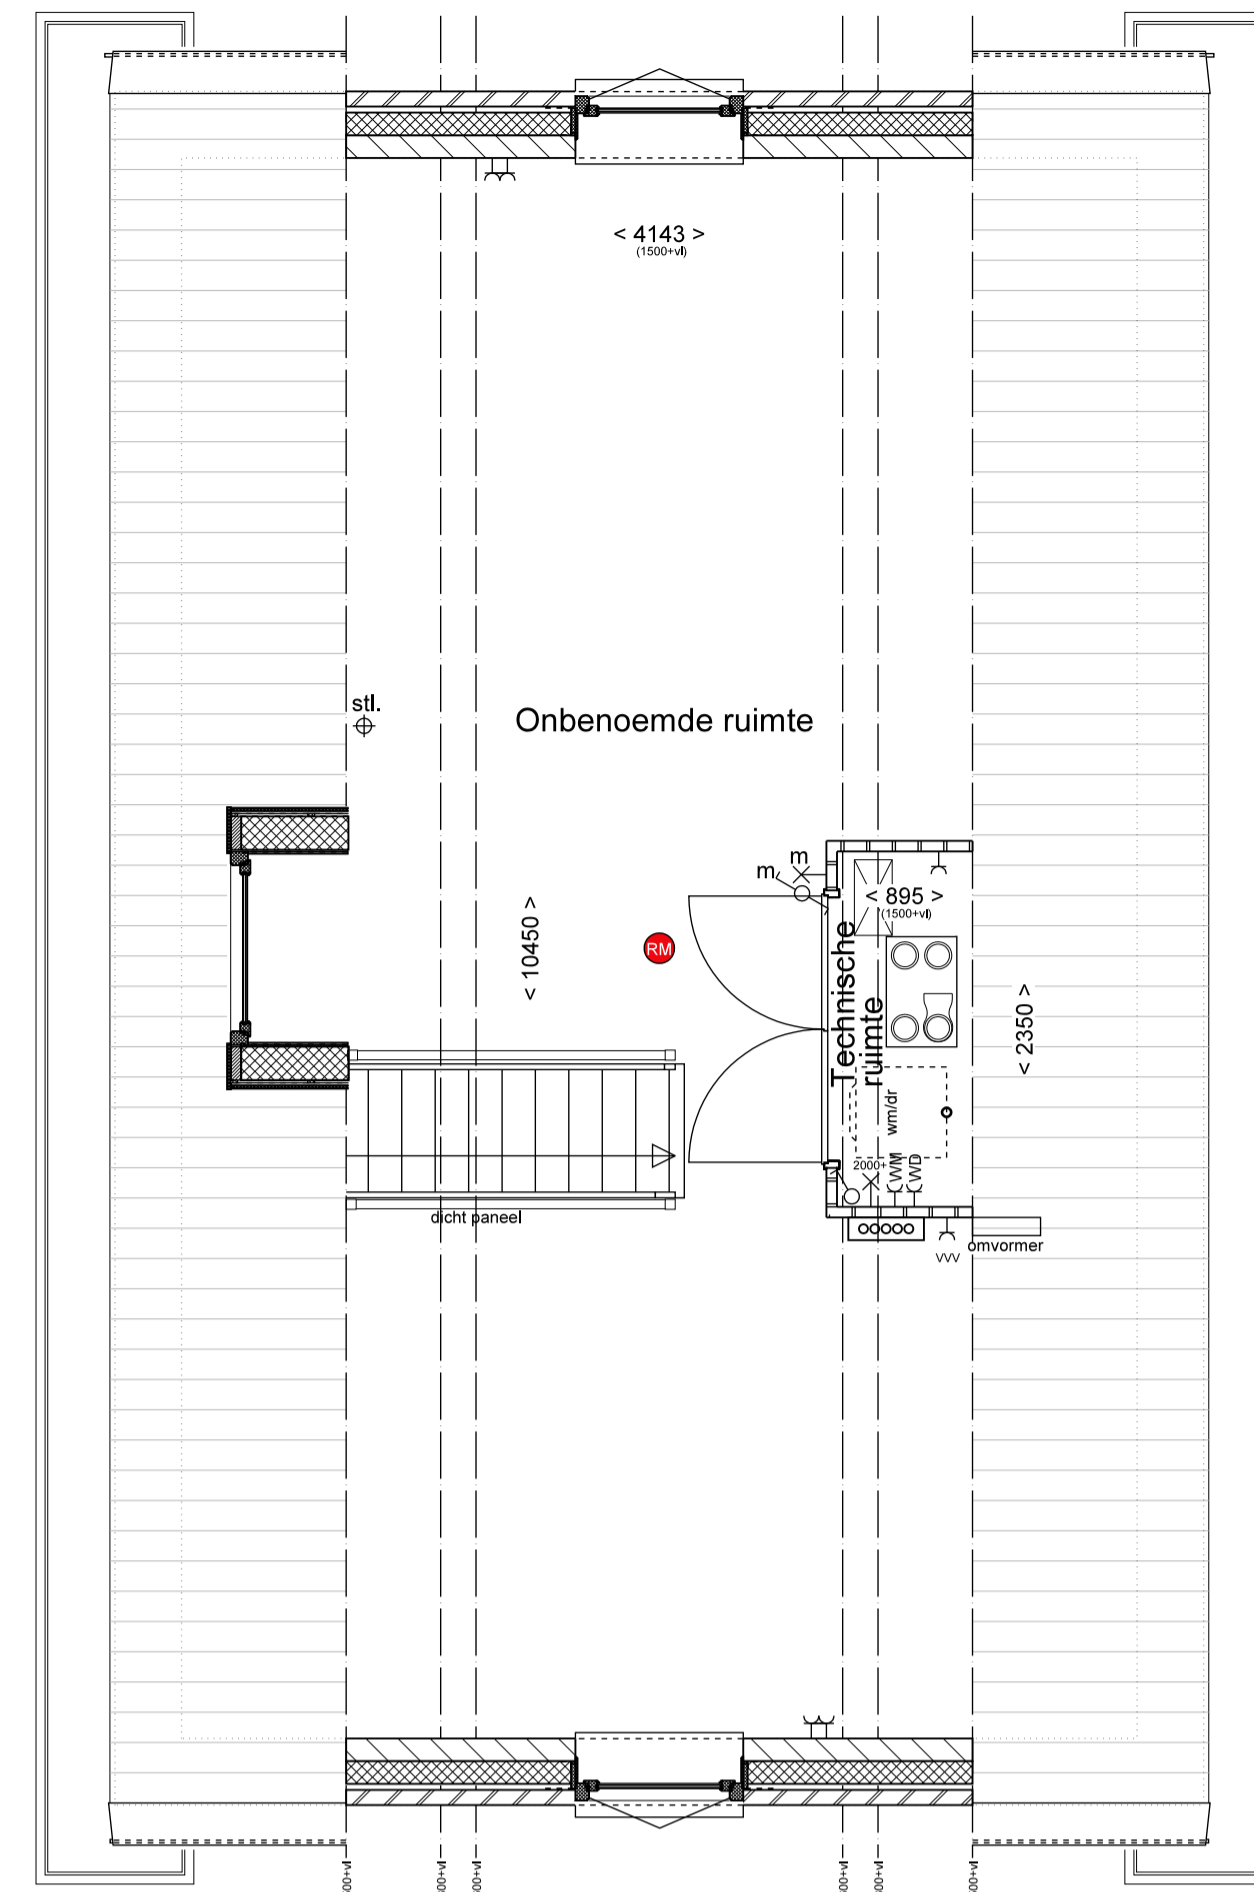 < 4143 >
(1500+vl)
stl.
Onbenoemde ruimte
m
m
< 895 >
(1500+vl)
< 10450 >
RM
Technische
ruimte
< 2350 >
wm/dr
2000+
WM
WD
dicht paneel
omvormer